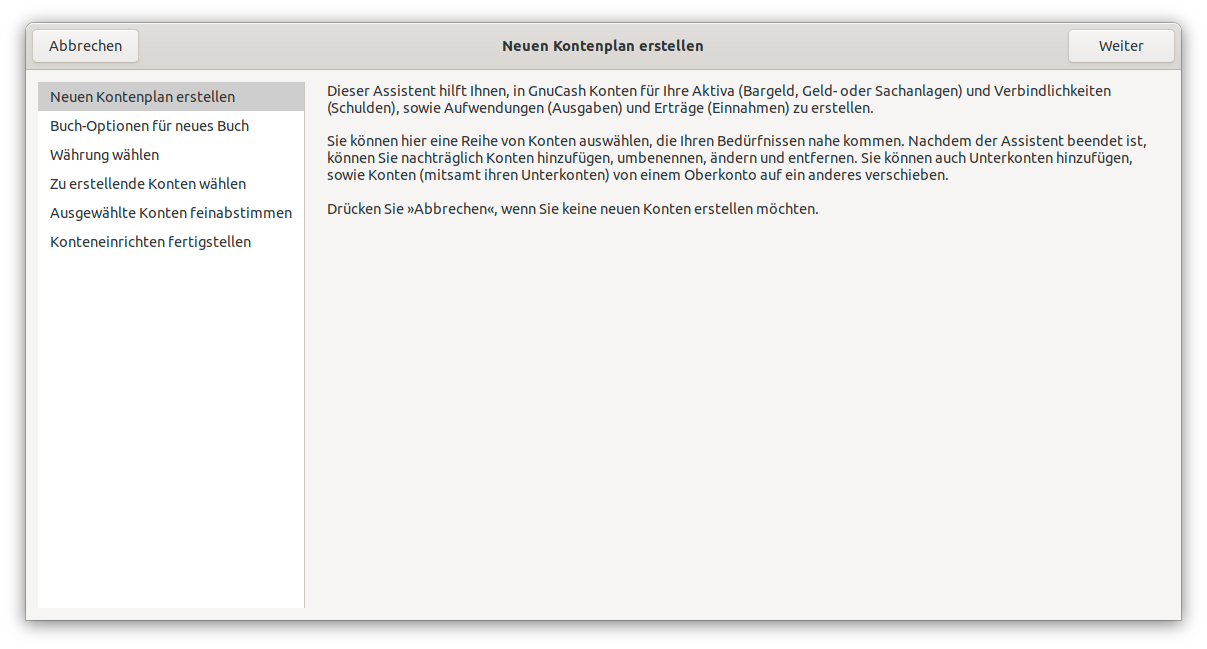 Abbrechen
Neuen Kontenplan erstellen
Weiter
Neuen Kontenplan erstellen
Buch-Optionen für neues Buch
Währung wählen
Zu erstellende Konten wählen
Ausgewählte Konten feinabstimmen
Konteneinrichten fertigstellen
Dieser Assistent hilft Ihnen, in GnuCash Konten für Ihre Aktiva (Bargeld, Geld- oder Sachanlagen) und Verbindlichkeiten
(Schulden), sowie Aufwendungen (Ausgaben) und Erträge (Einnahmen) zu erstellen.
Sie können hier eine Reihe von Konten auswählen, die Ihren Bedürfnissen nahe kommen. Nachdem der Assistent beendet ist,
können Sie nachträglich Konten hinzufügen, umbenennen, ändern und entfernen. Sie können auch Unterkonten hinzufügen,
sowie Konten (mitsamt ihren Unterkonten) von einem Oberkonto auf ein anderes verschieben.
Drücken Sie »Abbrechen«, wenn Sie keine neuen Konten erstellen möchten.